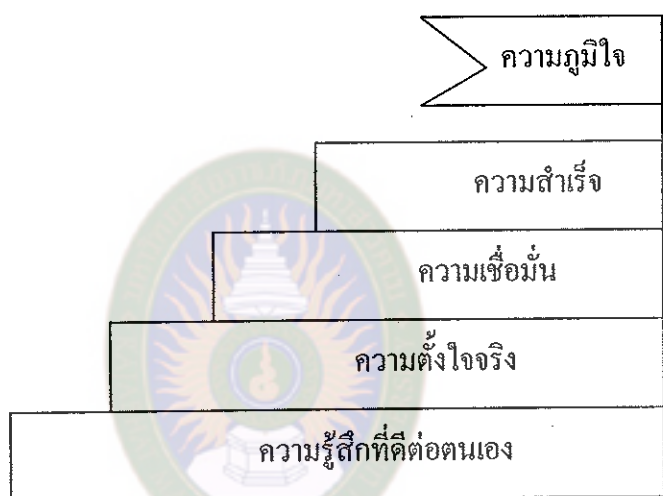 ความภูมิใจ
ความสำเร็จ
ความเชื่อมั่น
ความตั้งใจจริง
ความรู้สึกที่ดีต่อตนเอง